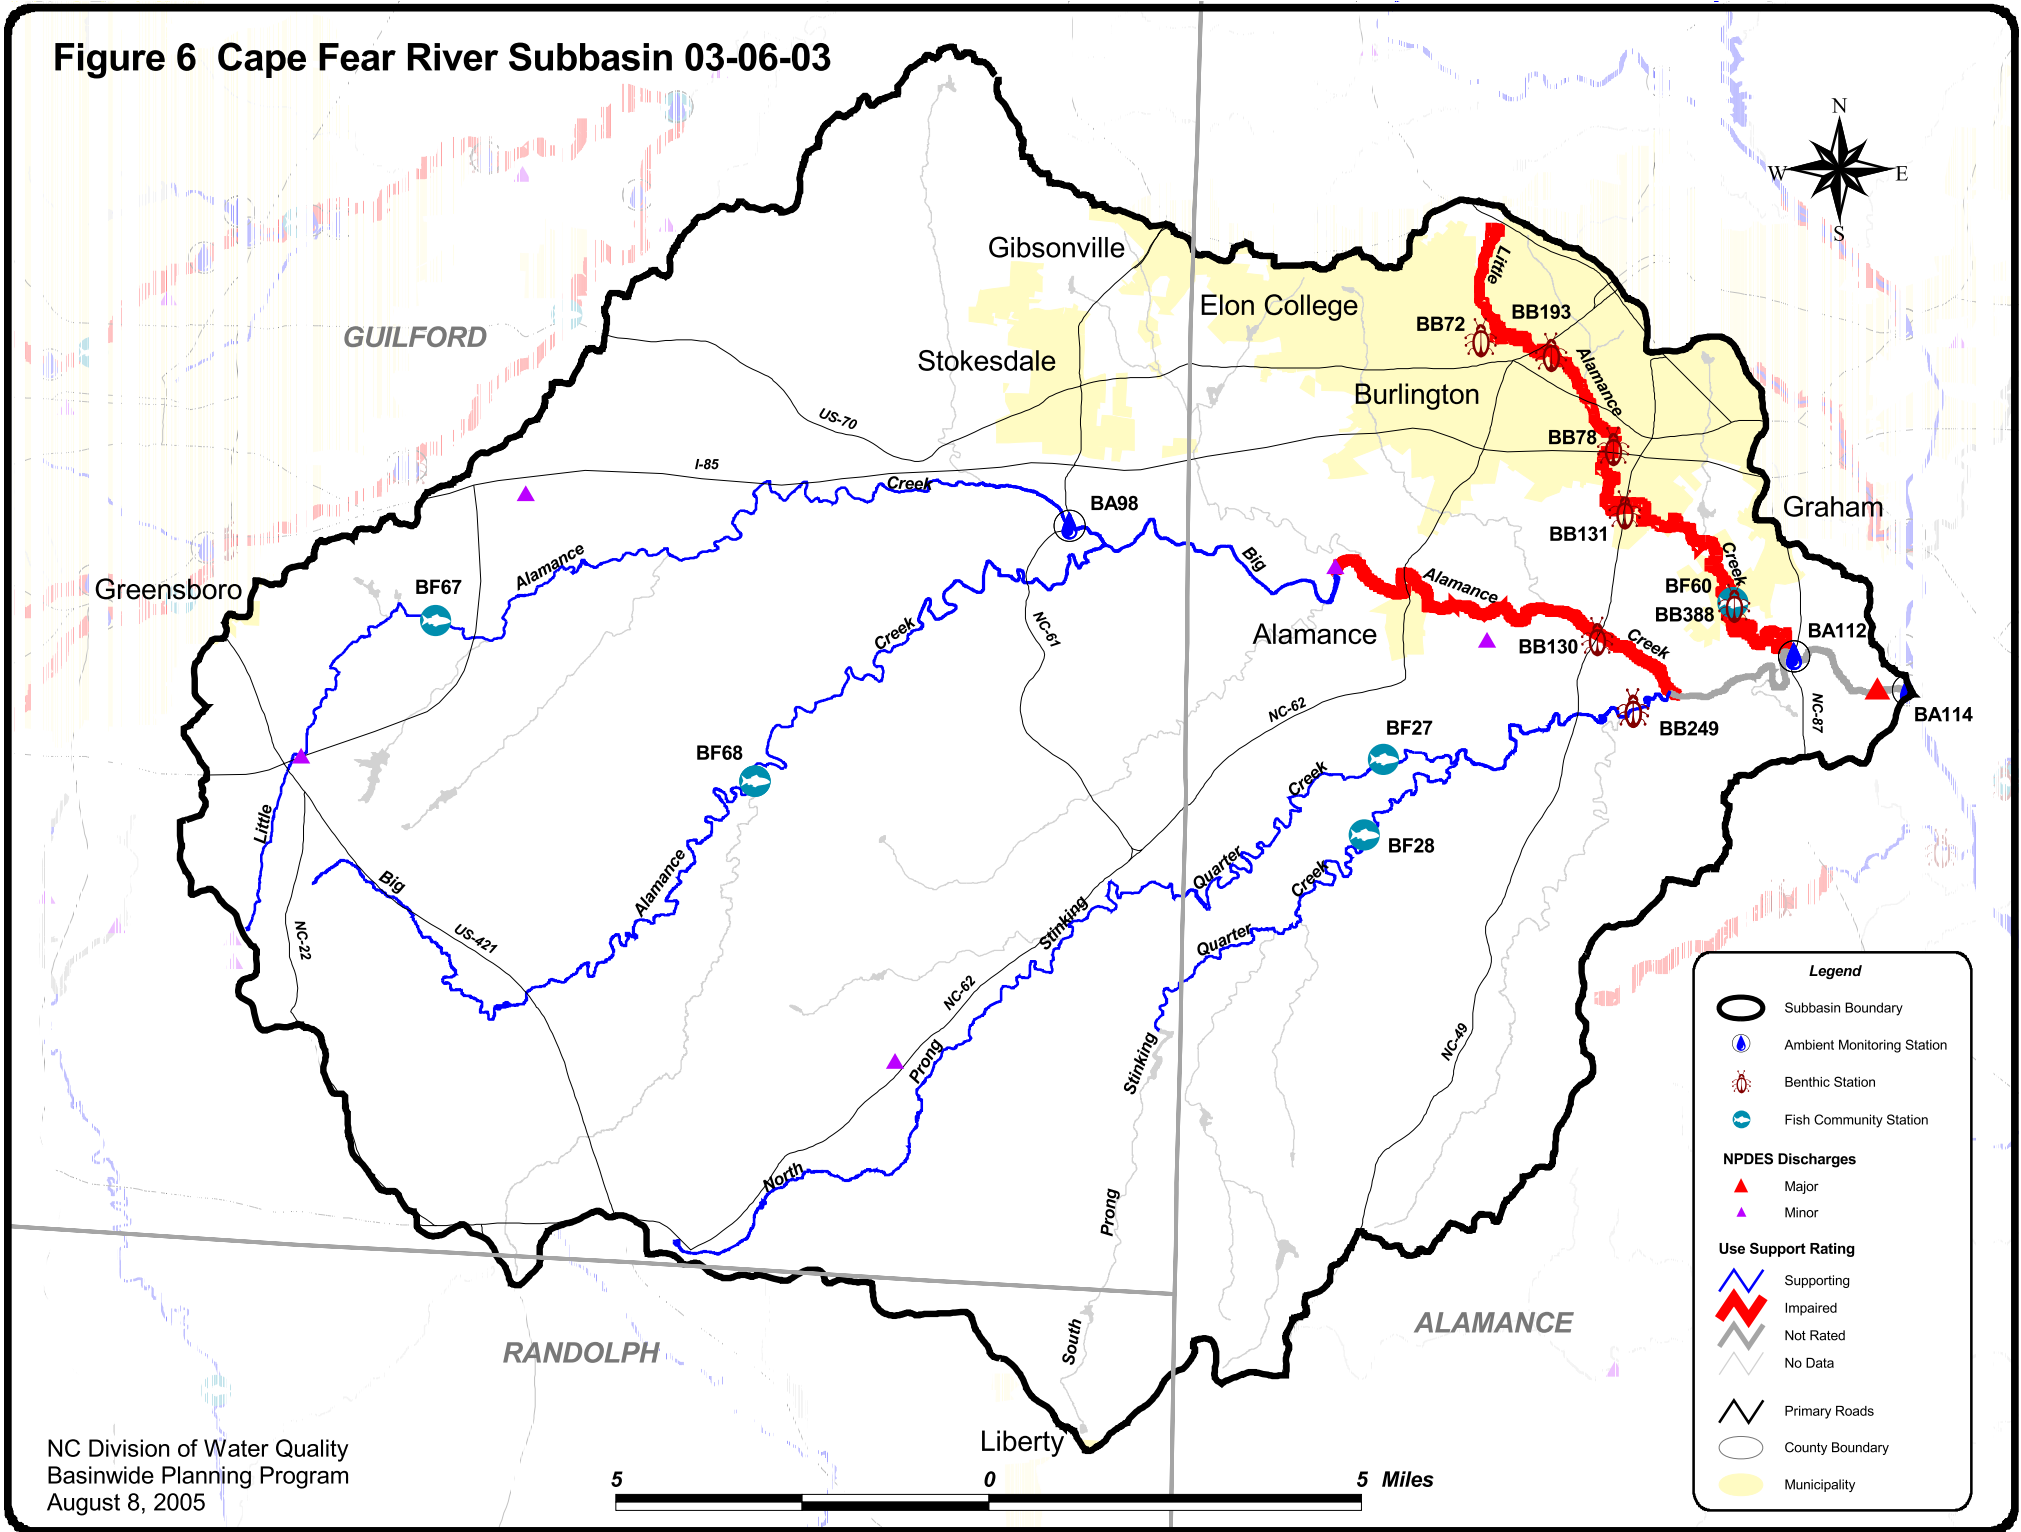 Figure 6  Cape Fear River Subbasin 03-06-03
N
W
E
S
Gibsonville
Little
Elon College
BB193
BB72
GUILFORD
Stokesdale
Alamance
Burlington
US-70
BB78
I-85
Creek
BA98
Graham
BB131
Big
Creek
Alamance
Alamance
Greensboro
BF67
BF60
BB388
NC-61
Creek
Alamance
BA112
Creek
BB130
NC-62
NC-87
BA114
BF27
BB249
BF68
Creek
Little
BF28
Quarter
Creek
Big
Alamance
Stinking
Quarter
NC-22
US-421
NC-62
NC-49
Prong
Stinking
North
Prong
South
RANDOLPH
ALAMANCE
Liberty
Legend
Subbasin Boundary
Ambient Monitoring Station
Benthic Station
Fish Community Station
NPDES Discharges
Major
Minor
Use Support Rating
Supporting
Impaired
Not Rated
No Data
Primary Roads
County Boundary
Municipality
NC Division of Water Quality
Basinwide Planning Program
August 8, 2005
5 0 5 Miles